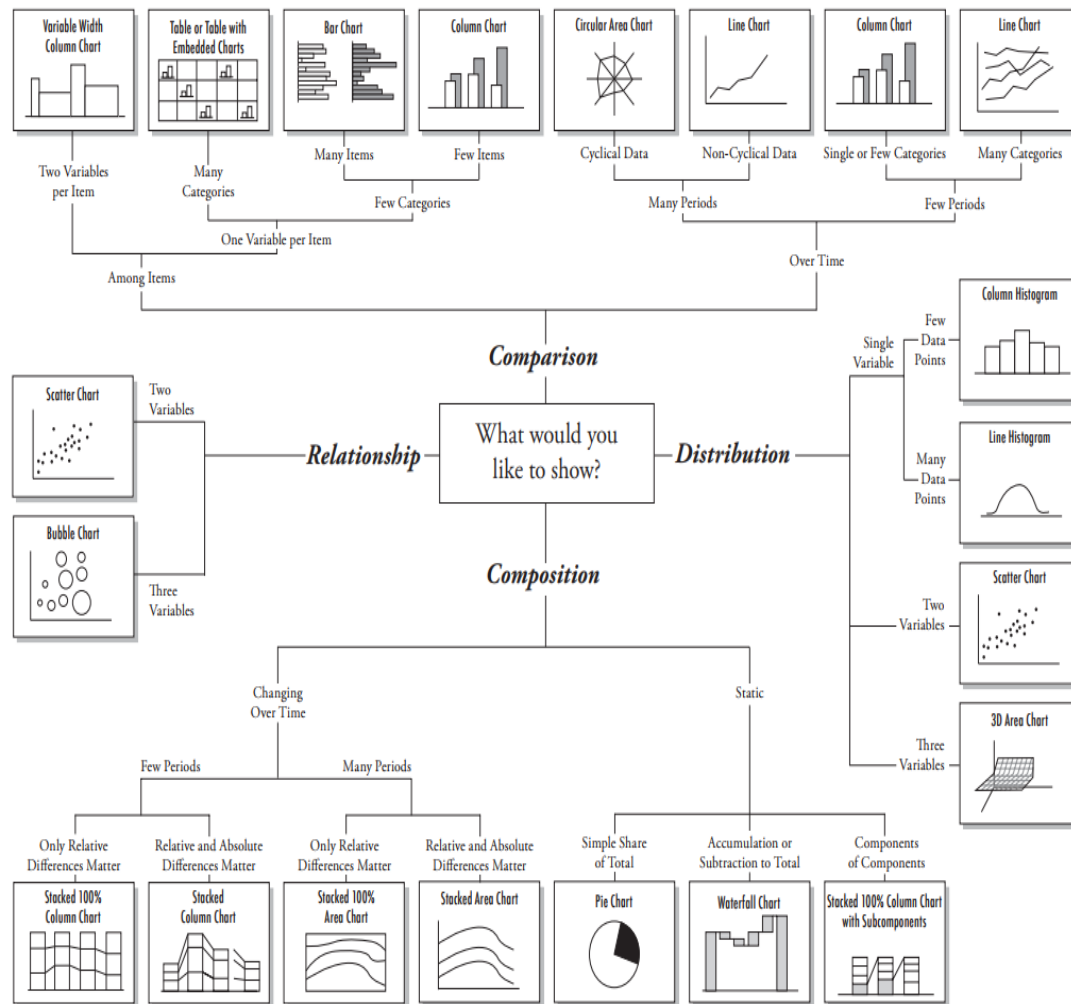 Variable Width
Column Chart
Table or Table with
Embedded Charts
Bar Chart
Column Chart
Circular Area Chart
Line Chart
Column Chart
Line Chart
Two Variables
per Item
Many
Categories
Many Items
Few Items
Cyclical Data
Non-Cyclical Data
Single or Few Categories
Many Categories
Few Categories
Many Periods
Few Periods
One Variable per Item
Over Time
Among Items
Comparison
Single
Variable
Few
Data
Points
Column Histogram
Scatter Chart
Two
Variables
Relationship
What would you
like to show?
Distribution
Many
Data
Points
Line Histogram
Bubble Chart
Three
Variables
Composition
Two
Variables
Scatter Chart
Changing
Over Time
Static
Three
Variables
3D Area Chart
Few Periods
Many Periods
Only Relative
Differences Matter
Relative and Absolute
Differences Matter
Only Relative
Differences Matter
Relative and Absolute
Differences Matter
Simple Share
of Total
Accumulation or
Subtraction to Total
Components
of Components
Stacked 100%
Column Chart
Stacked
Column Chart
Stacked 100%
Area Chart
Stacked Area Chart
Pie Chart
Waterfall Chart
Stacked 100% Column Chart
with Subcomponents